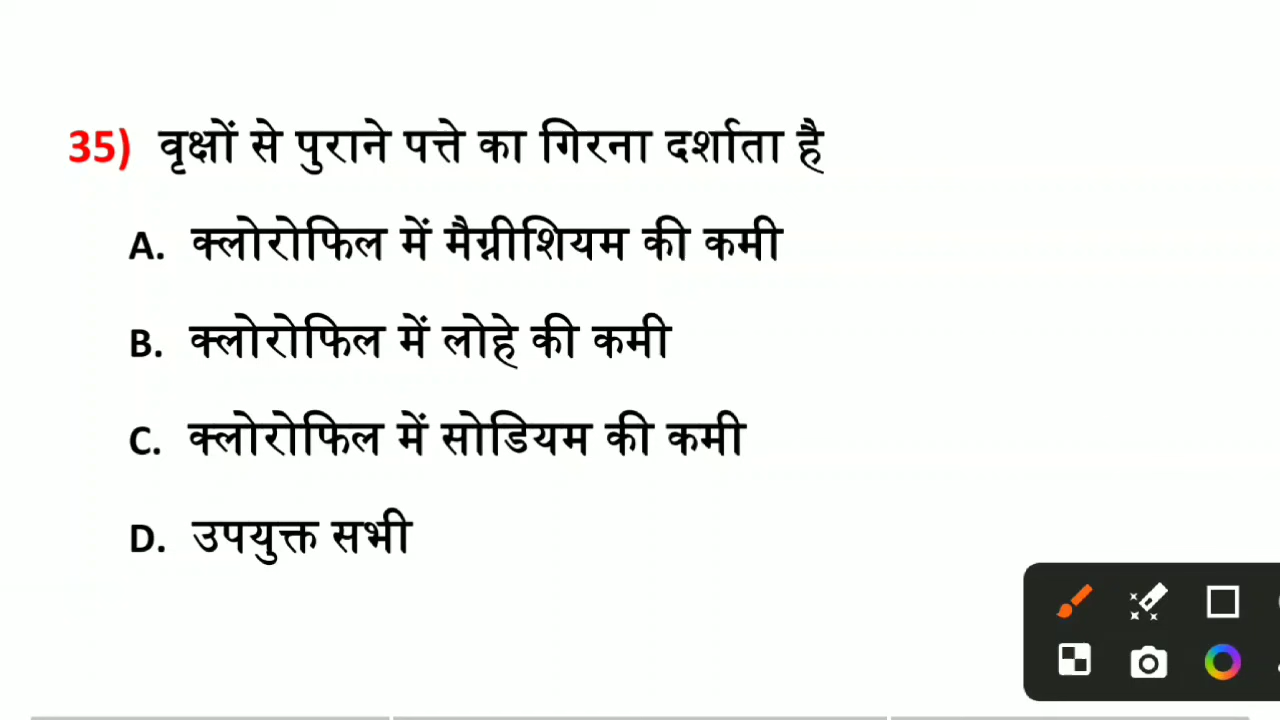 35) वृक्षों से पुराने पत्ते का गिरना दर्शाता है
A. क्लोरोफिल में मैग्नीशियम की कमी
B. क्लोरोफिल में लोहे की कमी
C. क्लोरोफिल में सोडियम की कमी
D. उपयुक्त सभी